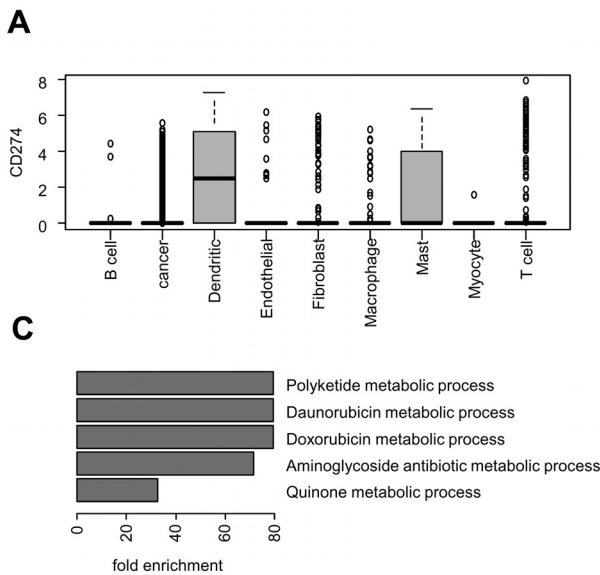 A
CD274
8
6
4
2
0
B cell
cancer
Dendritic
Endothelial
Fibroblast
Macrophage
Mast
Myocyte
T cell
C
Polyketide metabolic process
Daunorubicin metabolic process
Doxorubicin metabolic process
Aminoglycoside antibiotic metabolic process
Quinone metabolic process
0 20 40 60 80
fold enrichment